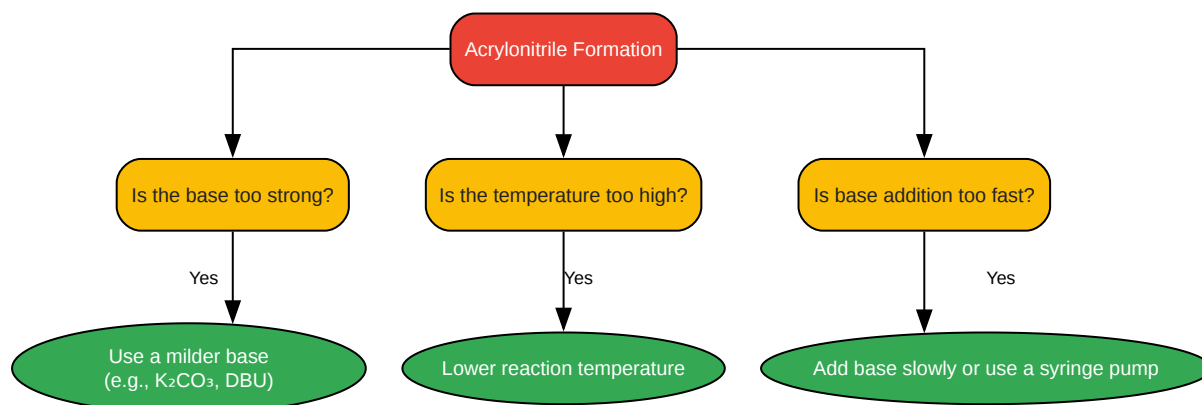 Acrylonitrile Formation
Is the base too strong?
Is the temperature too high?
Is base addition too fast?
Yes
Yes
Yes
Use a milder base
(e.g., K₂CO₃, DBU)
Lower reaction temperature
Add base slowly or use a syringe pump